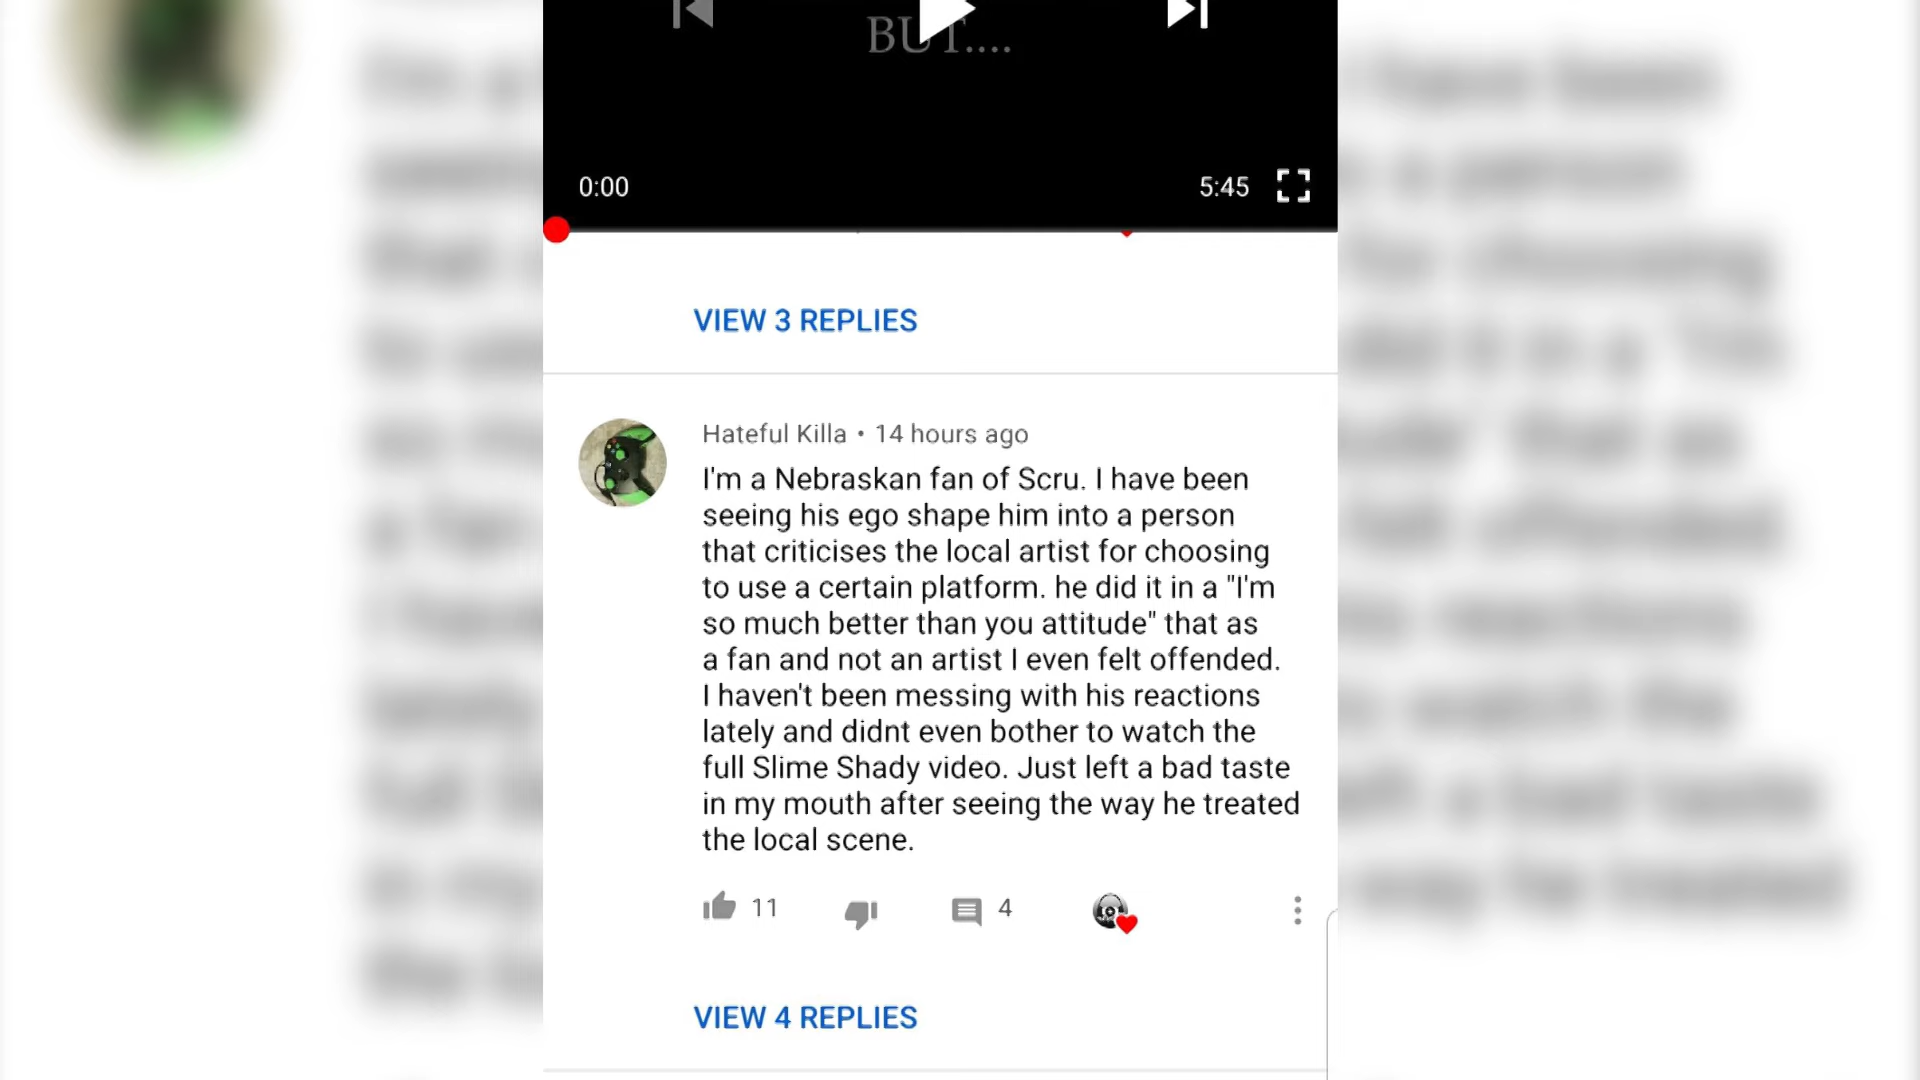 BUT....
0:00
5:45
VIEW 3 REPLIES
Hateful Killa • 14 hours ago
I'm a Nebraskan fan of Scru. I have been
seeing his ego shape him into a person
that criticises the local artist for choosing
to use a certain platform. he did it in a "I'm
so much better than you attitude" that as
a fan and not an artist I even felt offended.
I haven't been messing with his reactions
lately and didnt even bother to watch the
full Slime Shady video. Just left a bad taste
in my mouth after seeing the way he treated
the local scene.
11
4
VIEW 4 REPLIES